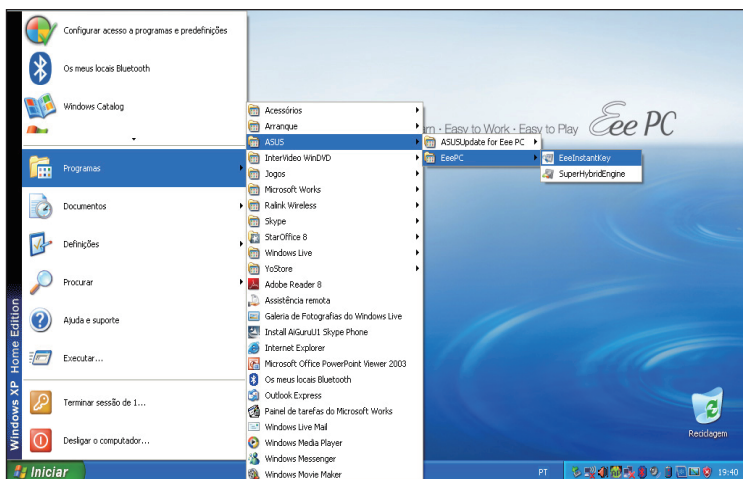 Configurar acesso a programas e predefinições
Os meus locais Bluetooth
Windows Catalog
Programas
Documentos
Definições
Procurar
Ajuda e suporte
Executar...
Terminar sessão de 1...
Desligar o computador...
Windows XP Home Edition
Iniciar
Acessórios
Arranque
ASUS
InterVideo WinDVD
Jogos
Microsoft Works
Ralink Wireless
Skype
StarOffice 8
Windows Live
YoStore
Adobe Reader 8
Assistência remota
Galeria de Fotografias do Windows Live
Install AiGuruU1 Skype Phone
Internet Explorer
Microsoft Office PowerPoint Viewer 2003
Os meus locais Bluetooth
Outlook Express
Painel de tarefas do Microsoft Works
Windows Live Mail
Windows Media Player
Windows Messenger
Windows Movie Maker
ASUSUpdate for Eee PC
EeePC
EeeInstantKey
SuperHybridEngine
· Easy to Work · Easy to Play Eee PC
Reciclagem
PT
19:40